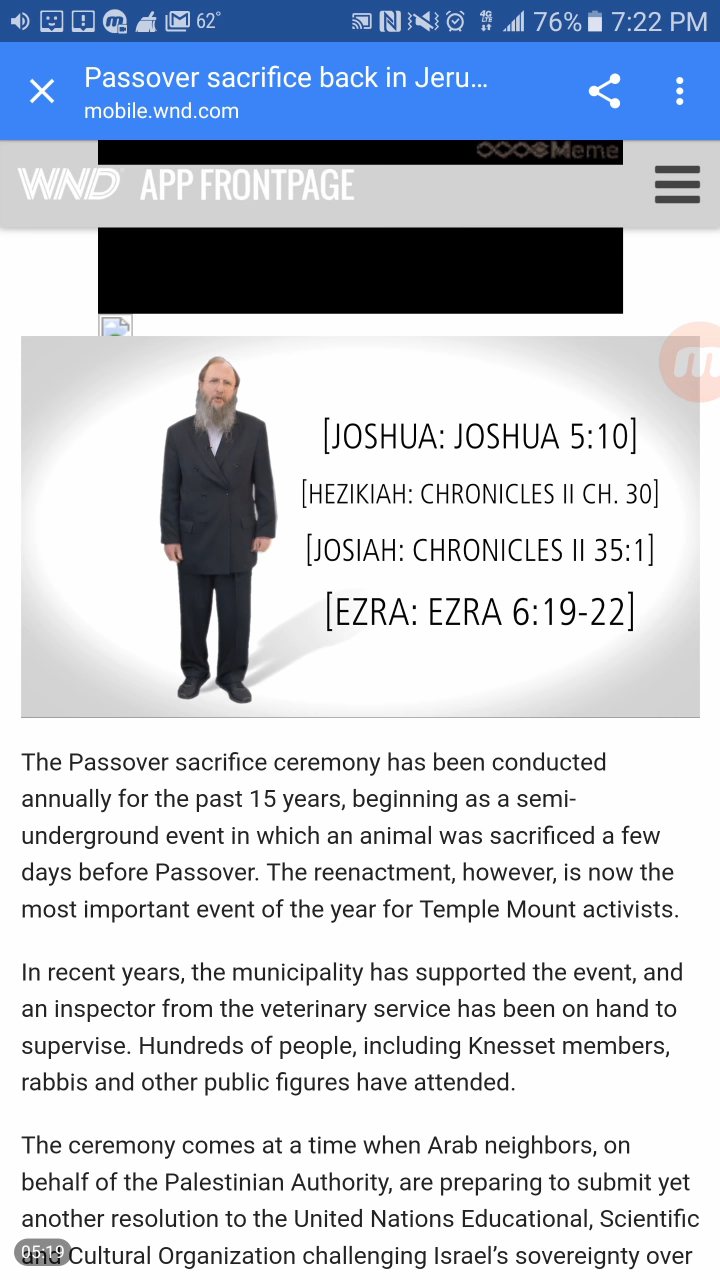 62°
4G
LTE
76%
7:22 PM
Passover sacrifice back in Jeru...
mobile.wnd.com
Meme
WND APP FRONTPAGE
[JOSHUA: JOSHUA 5:10]
[HEZIKIAH: CHRONICLES II CH. 30]
[JOSIAH: CHRONICLES II 35:1]
[EZRA: EZRA 6:19-22]
The Passover sacrifice ceremony has been conducted
annually for the past 15 years, beginning as a semi-
underground event in which an animal was sacrificed a few
days before Passover. The reenactment, however, is now the
most important event of the year for Temple Mount activists.
In recent years, the municipality has supported the event, and
an inspector from the veterinary service has been on hand to
supervise. Hundreds of people, including Knesset members,
rabbis and other public figures have attended.
The ceremony comes at a time when Arab neighbors, on
behalf of the Palestinian Authority, are preparing to submit yet
another resolution to the United Nations Educational, Scientific
05:19 and Cultural Organization challenging Israel's sovereignty over